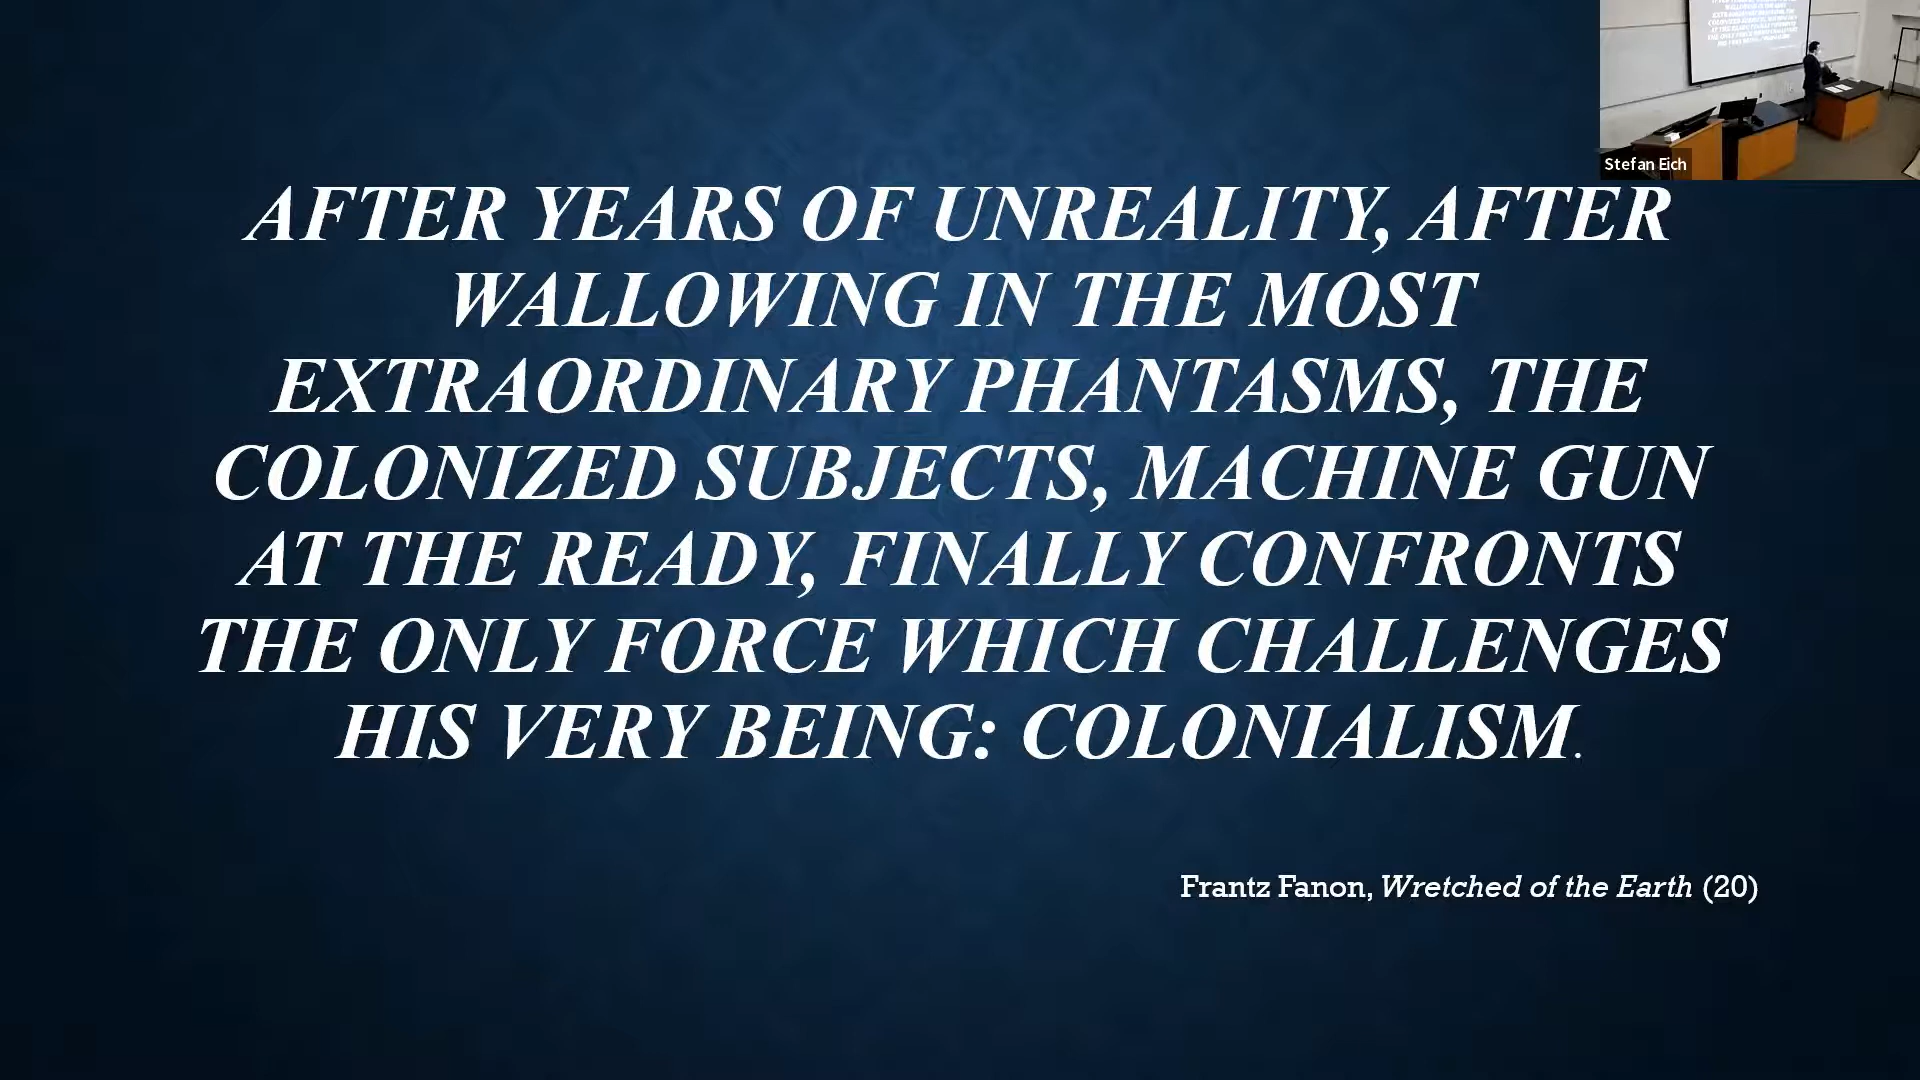 AFTER YEARS OF UNREALITY, AFTER
WALLOWING IN THE MOST
EXTRAORDINARY PHANTASMS, THE
COLONIZED SUBJECTS, MACHINE GUN
AT THE READY, FINALLY CONFRONTS
THE ONLY FORCE WHICH CHALLENGES
HIS VERY BEING: COLONIALISM.
Frantz Fanon, Wretched of the Earth (20)
Stefan Eich